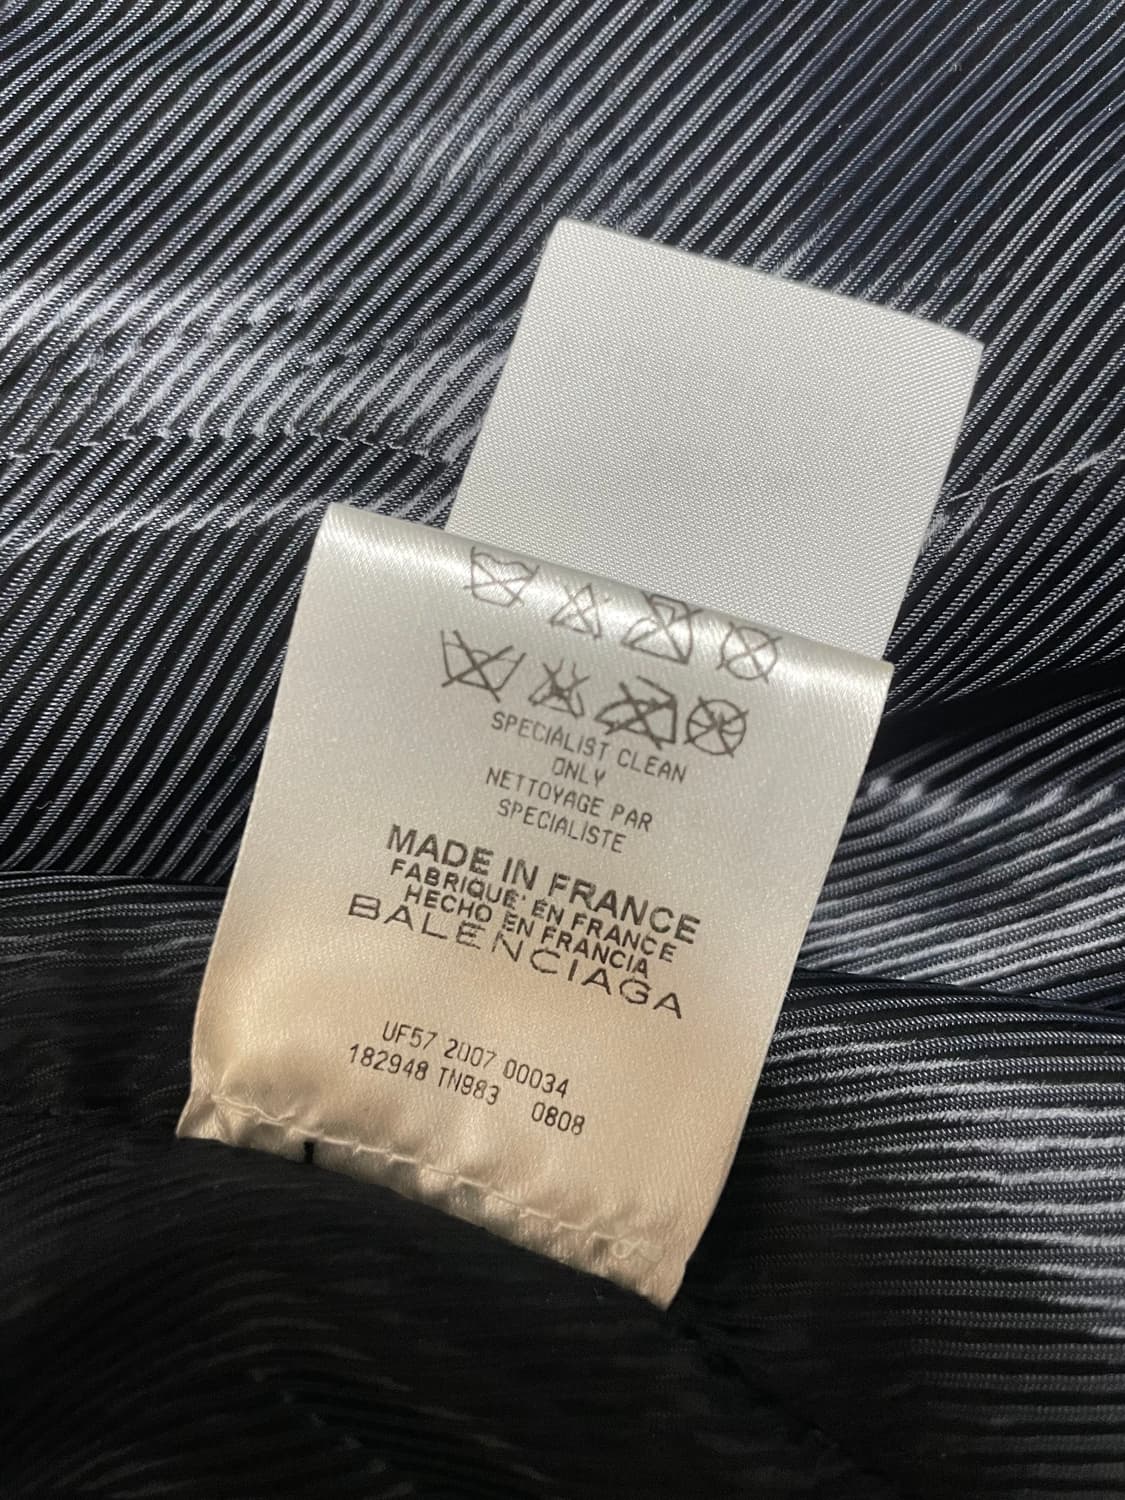 SPECIALIST CLEAN
ONLY
NETTOYAGE PAR
SPECIALISTE
MADE IN FRANCE
FABRIQUE' EN FRANCE
HECHO EN FRANCIA
BALENCIAGA
UF57 2007 00034
182948 TN983 0808